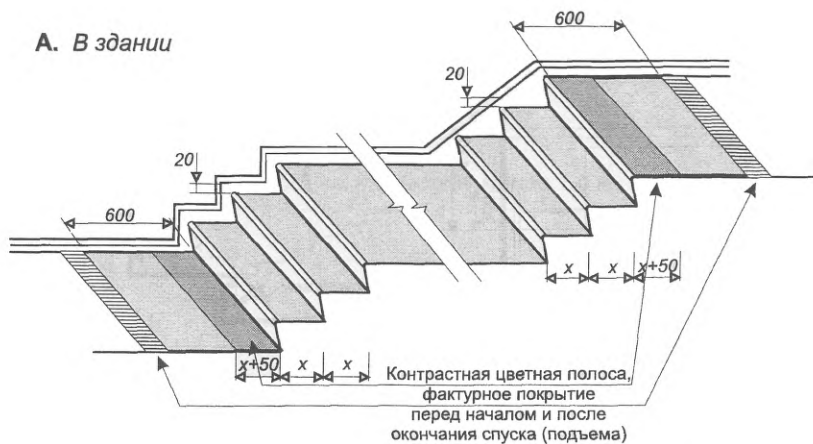 А. В здании
600
20
20
600
x
x
x+50
x+50
x
x
Контрастная цветная полоса,
фактурное покрытие
перед началом и после
окончания спуска (подъема)